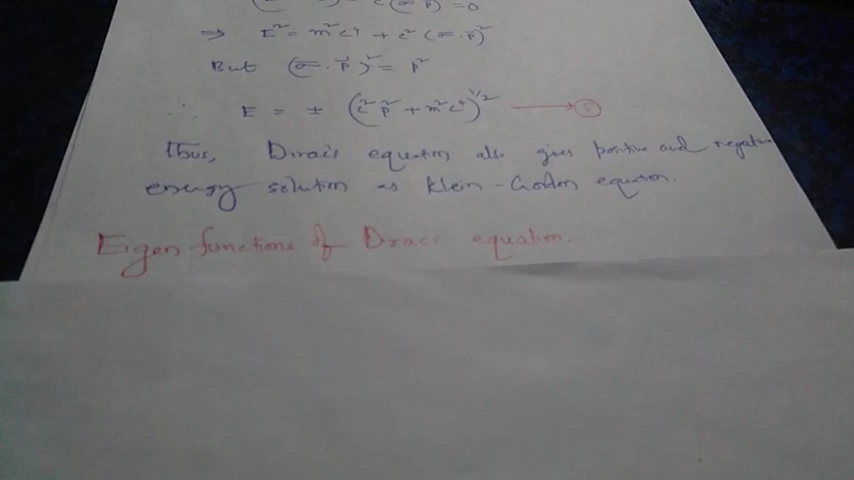 c (σ · p⃗) = 0
⇒ E² = m²c⁴ + c² (σ · p⃗)²
But (σ⃗ · p⃗)² = p²
∴ E = ± (c²p² + m²c⁴)^1/2 → 5
Thus, Dirac's equation also gives positive and negative
energy solution as Klein-Gordon equation.
Eigen functions of Dirac's equation.